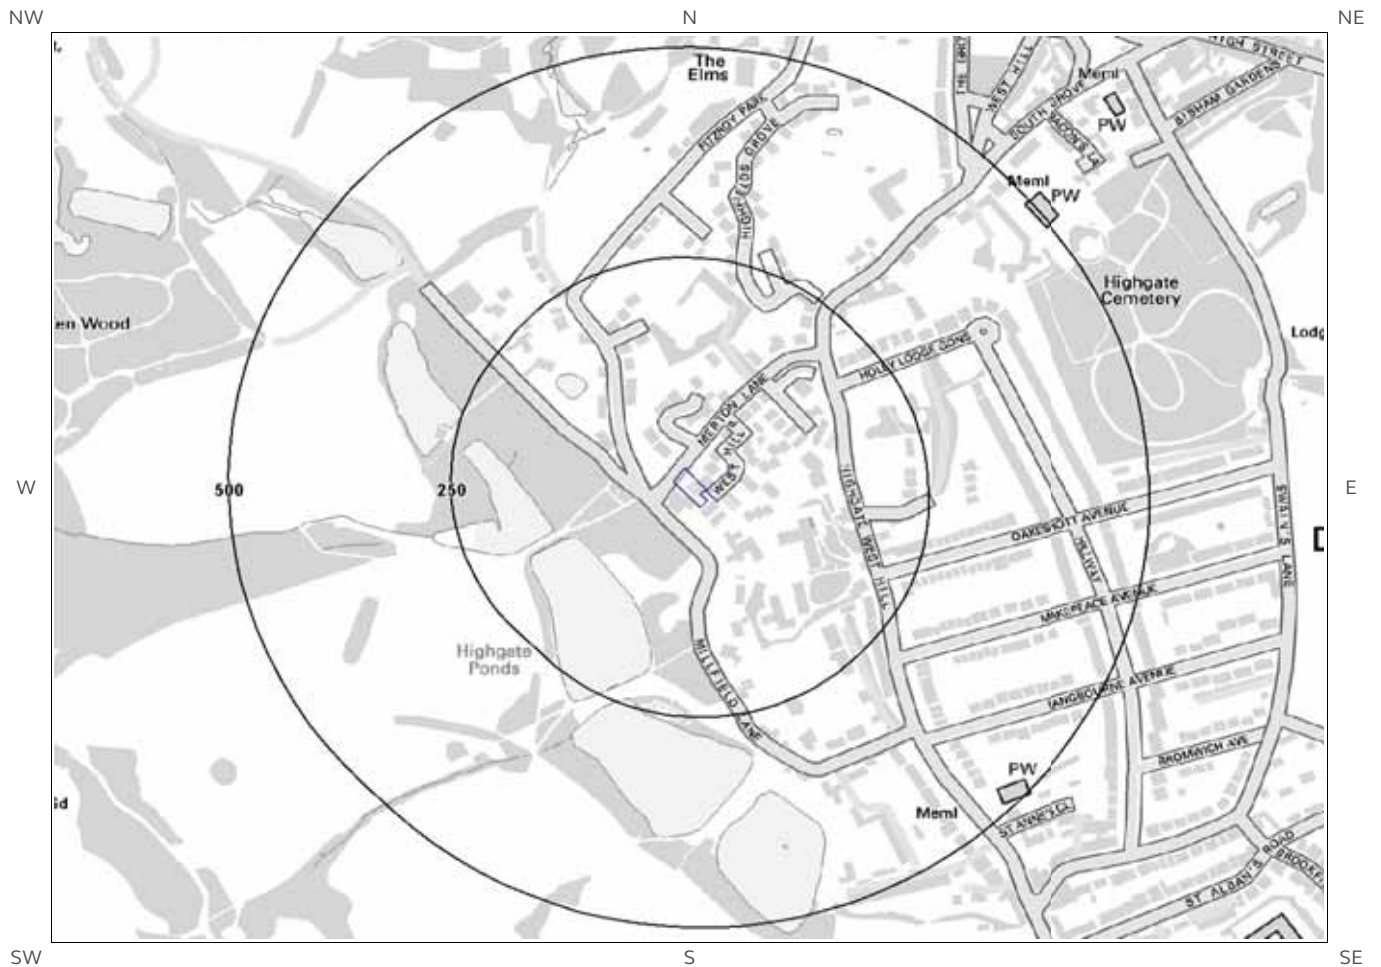 NW
N
NE
The
Elms
FITZROY PARK
HIGHFIELDS GROVE
WEST HILL
SOUTH GROVE
Meml
HIGH STREET
BISHAM GARDENS
PW
BACONS LA
Meml
PW
Highgate
Cemetery
en Wood
Lodg
HOLLY LODGE GDNS
MERTON LANE
WEST HILL
W
500
250
E
HIGHGATE WEST HILL
OAKESHOTT AVENUE
HILLWAY
SWAIN'S LANE
MAKEPEACE AVENUE
Highgate
Ponds
MILLFIELD LANE
LANGBOURNE AVENUE
BROMWICH AVE
PW
Meml
ST ANNE'S CL
ST ALBAN'S ROAD
SW
S
SE